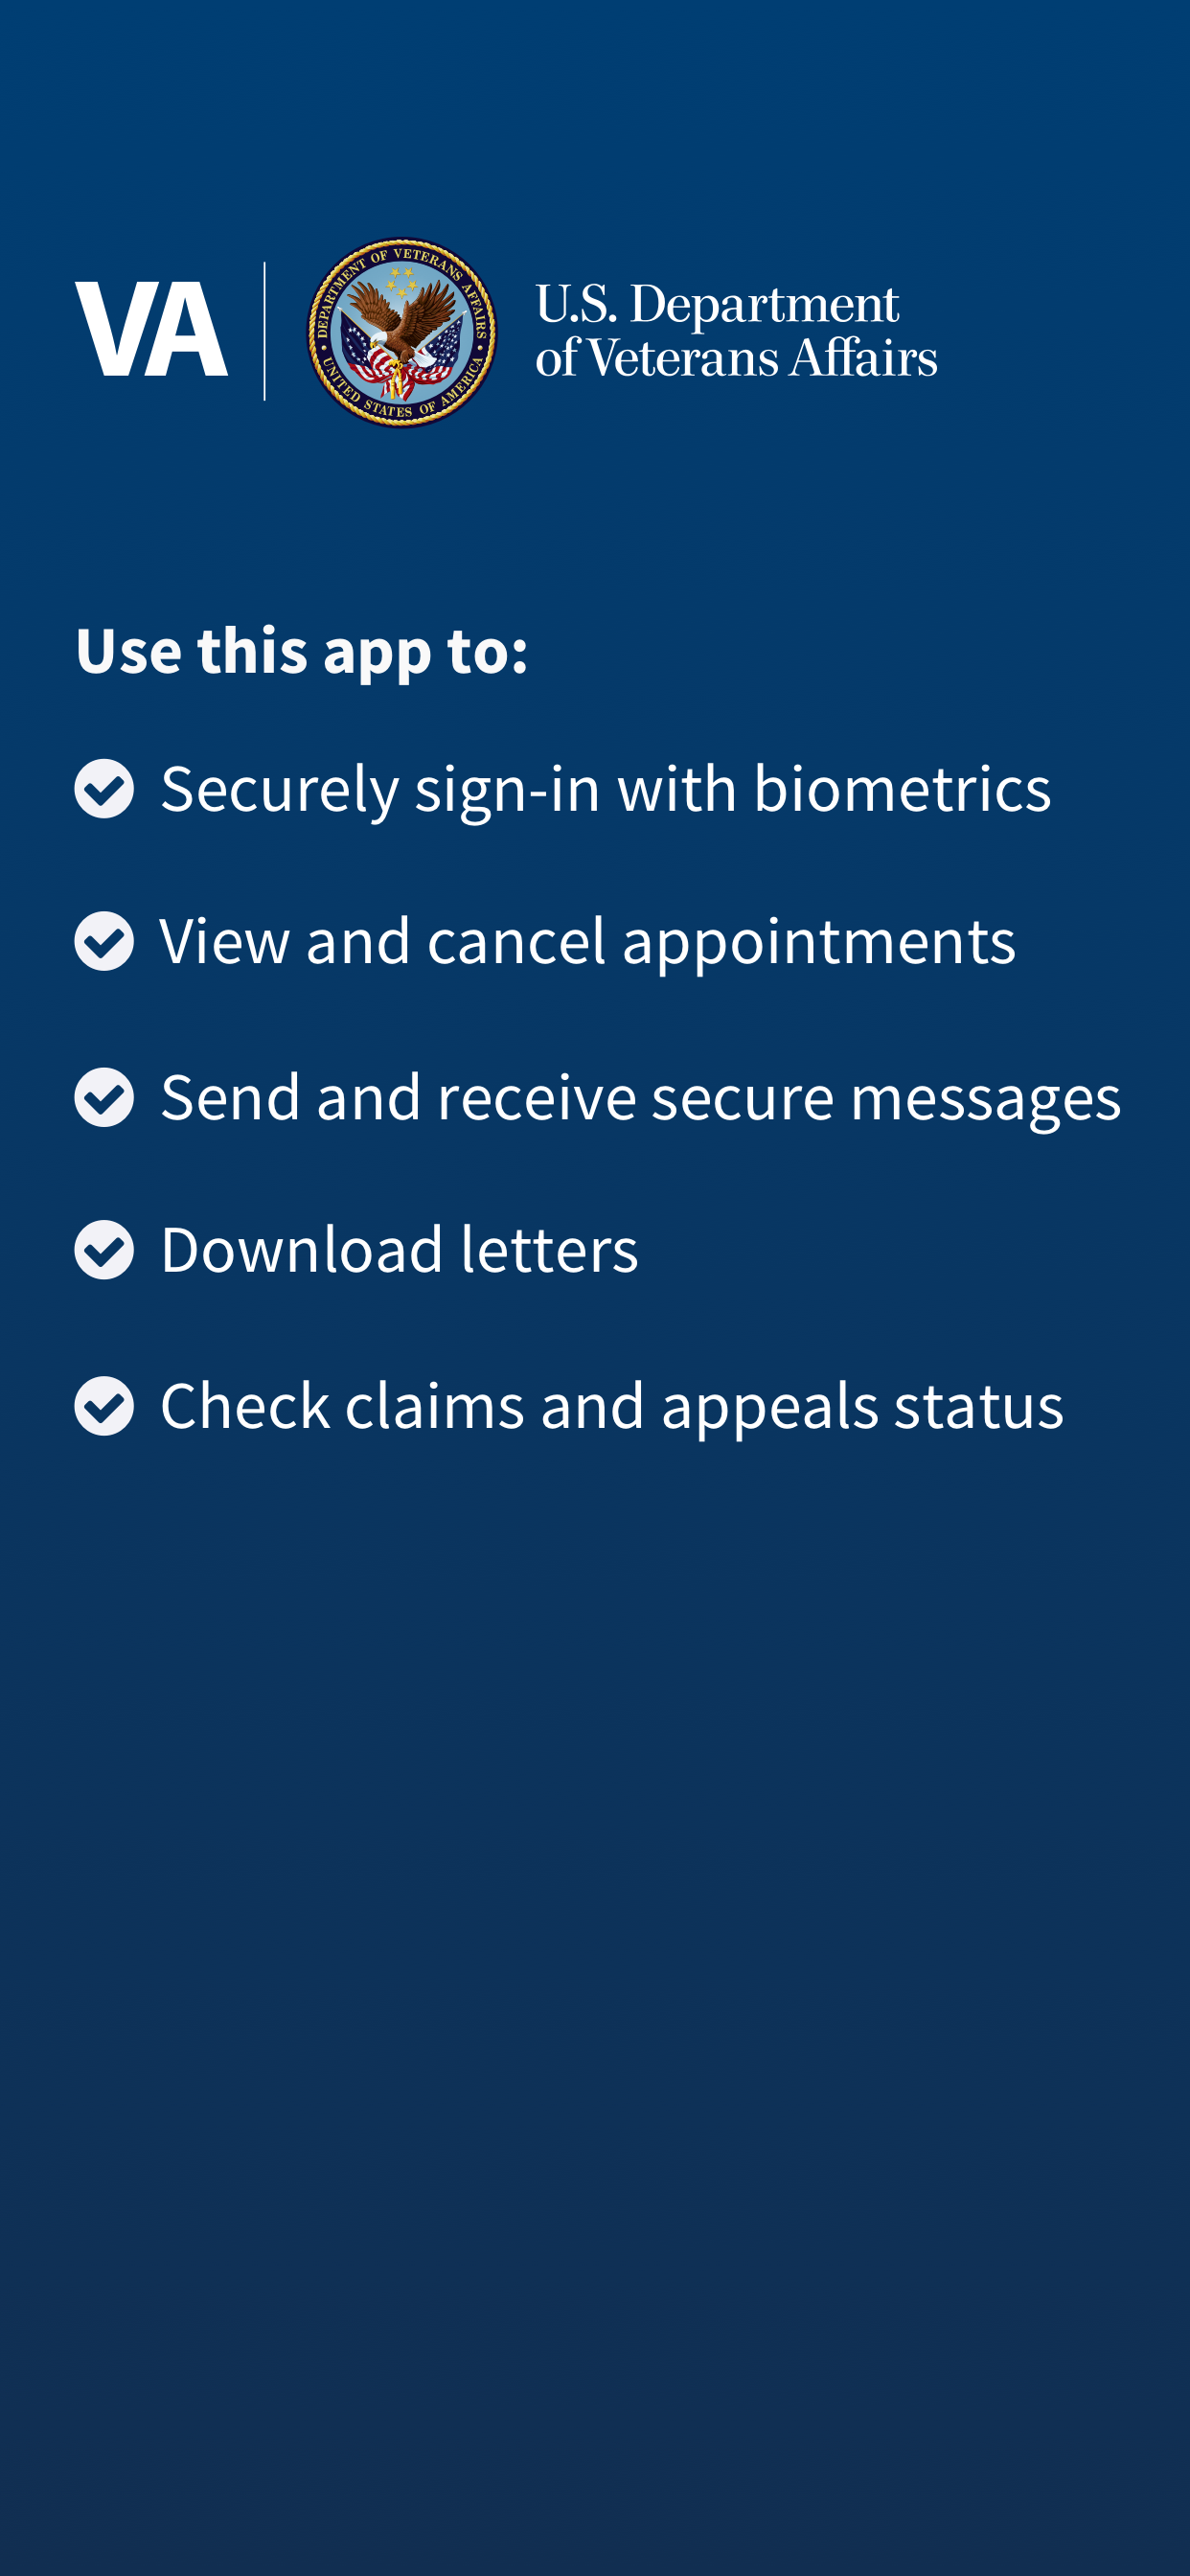 VA
DEPARTMENT OF VETERANS AFFAIRS
UNITED STATES OF AMERICA
U.S. Department
of Veterans Affairs
Use this app to:
Securely sign-in with biometrics
View and cancel appointments
Send and receive secure messages
Download letters
Check claims and appeals status